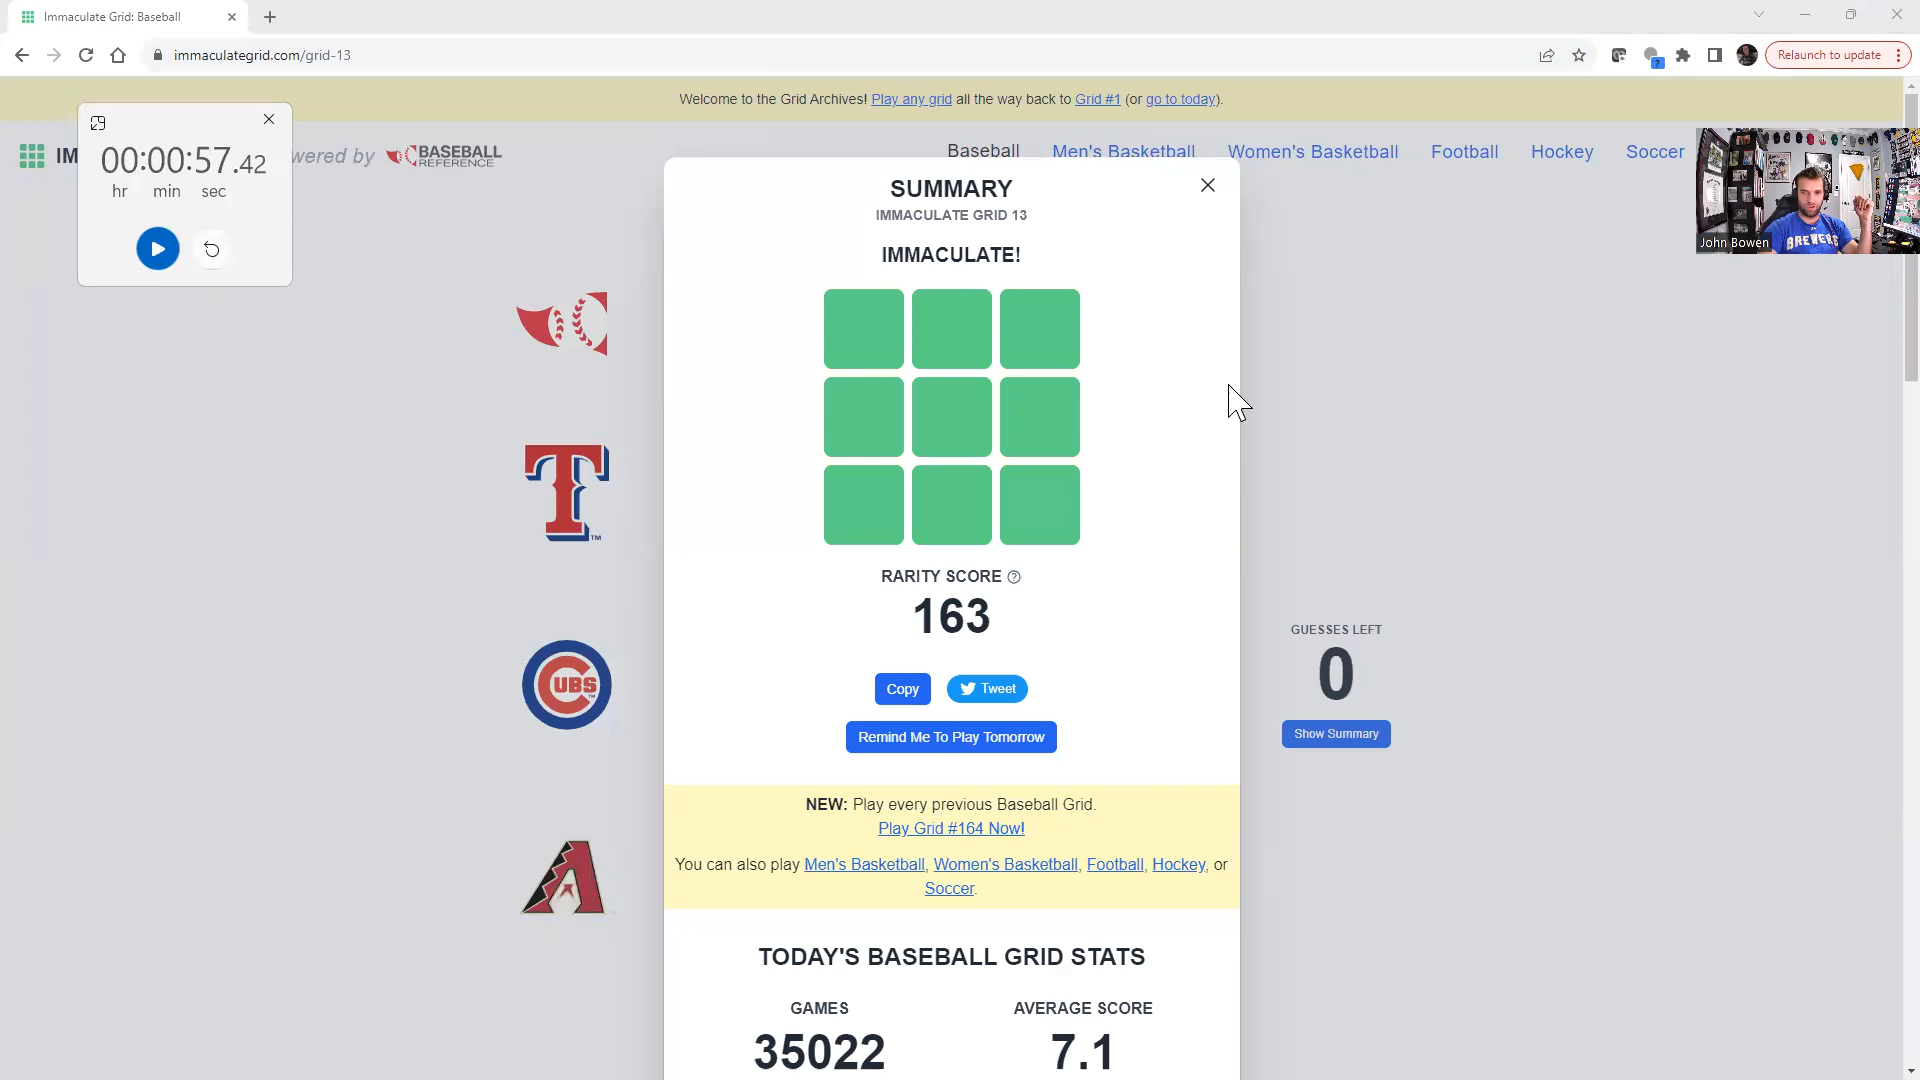 Immaculate Grid: Baseball
immaculategrid.com/grid-13
Relaunch to update
Welcome to the Grid Archives! Play any grid all the way back to Grid #1 (or go to today).
00:00:57.42
hr min sec
IM
wered by
BASEBALL
REFERENCE
Baseball
Men's Basketball
Women's Basketball
Football
Hockey
Soccer
John Bowen
BREWERS
SUMMARY
IMMACULATE GRID 13
IMMACULATE!
T
TM
CUBS
A
RARITY SCORE
163
Copy
Tweet
Remind Me To Play Tomorrow
GUESSES LEFT
0
Show Summary
NEW: Play every previous Baseball Grid.
Play Grid #164 Now!
You can also play Men's Basketball, Women's Basketball, Football, Hockey, or
Soccer.
TODAY'S BASEBALL GRID STATS
GAMES
AVERAGE SCORE
35022
7.1